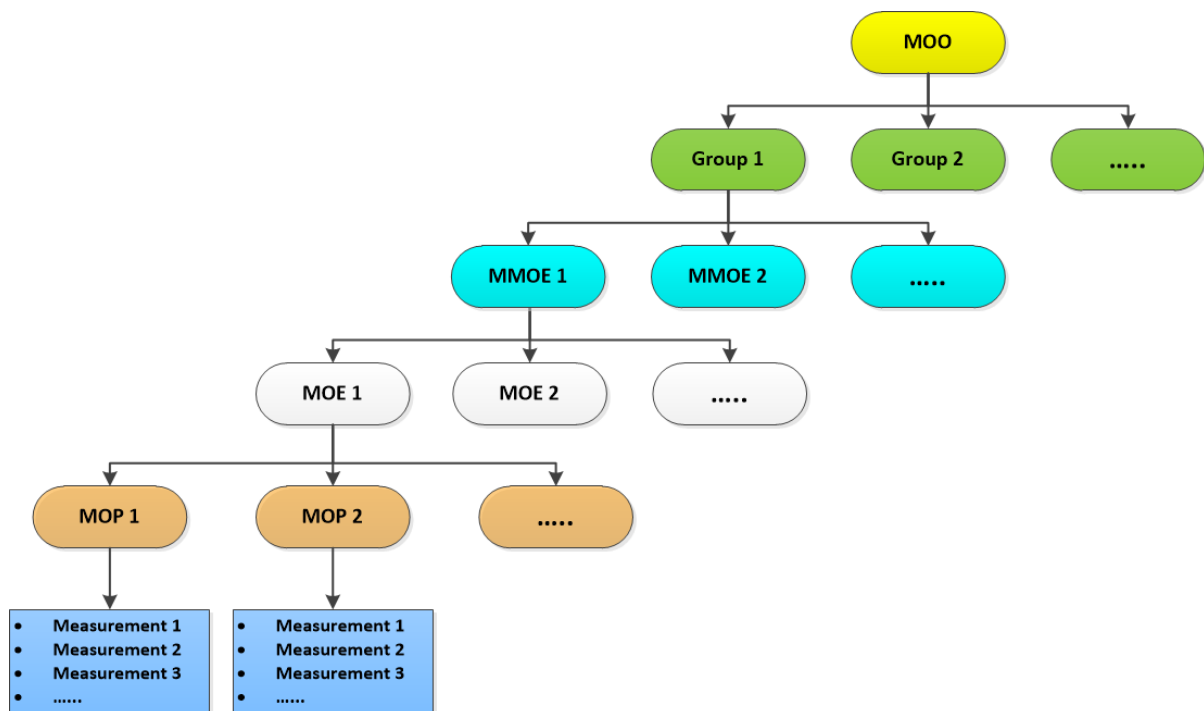 MOO
Group 1
Group 2
.....
MMOE 1
MMOE 2
.....
MOE 1
MOE 2
.....
MOP 1
MOP 2
.....
• Measurement 1
• Measurement 2
• Measurement 3
• ......
• Measurement 1
• Measurement 2
• Measurement 3
• ......